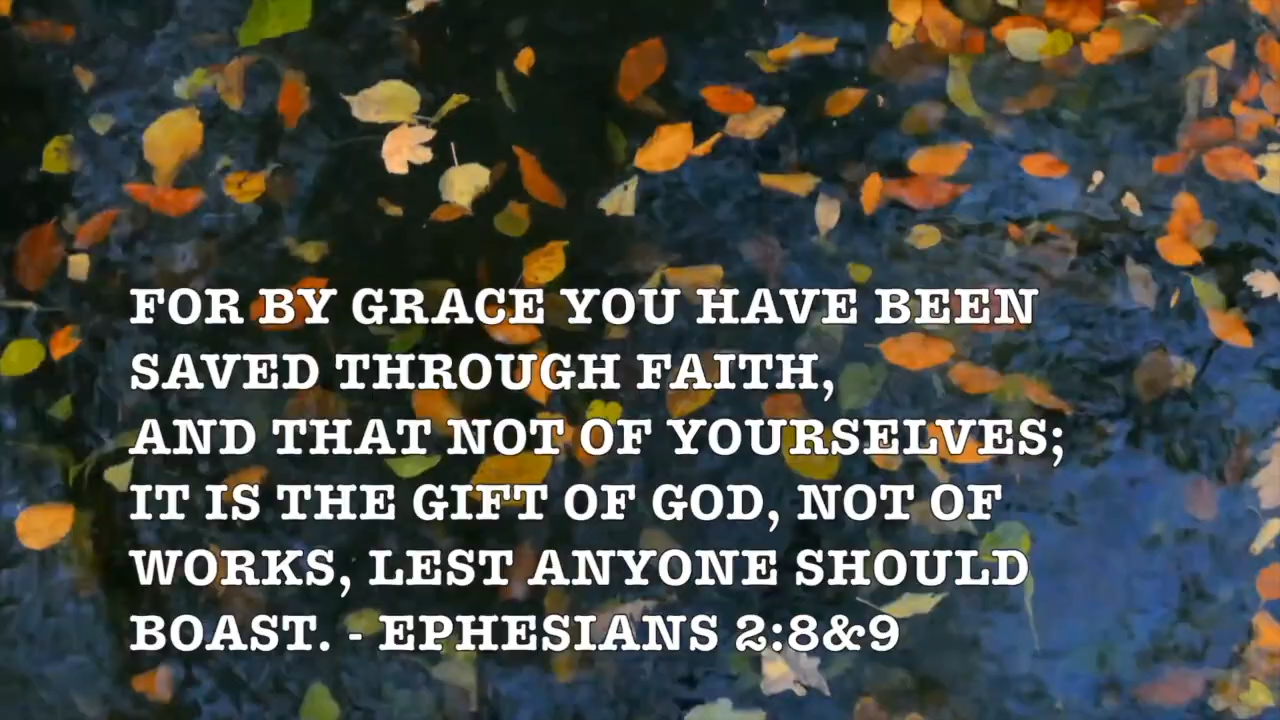 FOR BY GRACE YOU HAVE BEEN
SAVED THROUGH FAITH,
AND THAT NOT OF YOURSELVES;
IT IS THE GIFT OF GOD, NOT OF
WORKS, LEST ANYONE SHOULD
BOAST. - EPHESIANS 2:8&9